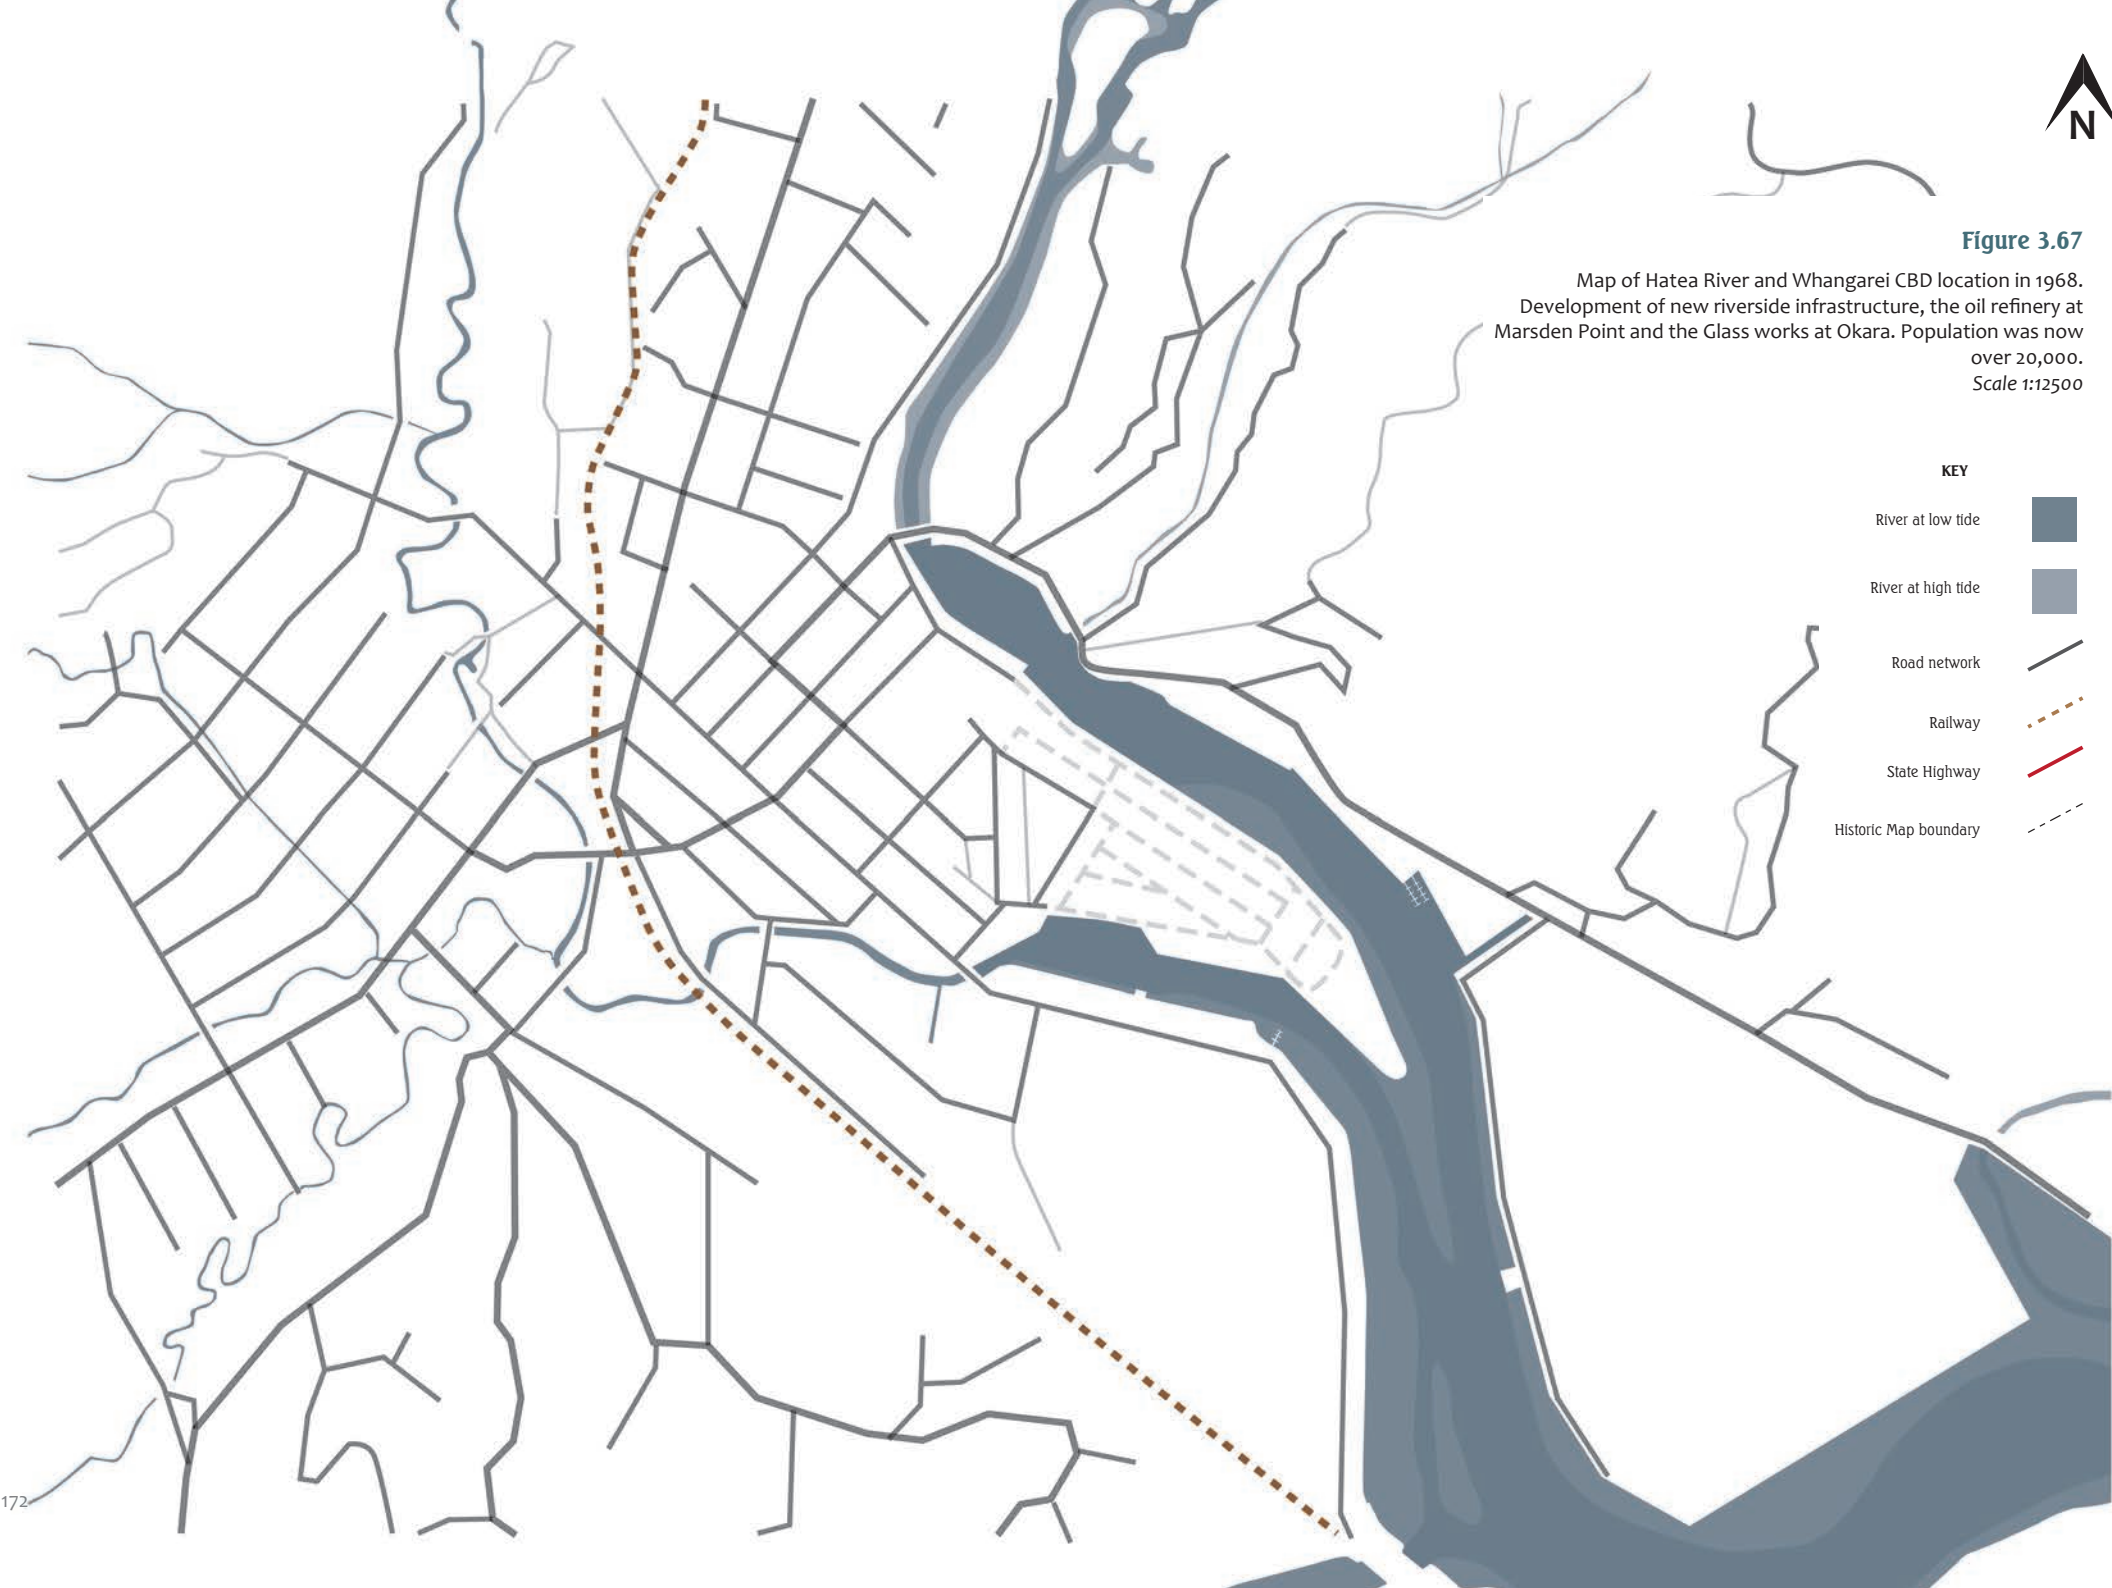 N
Figure 3.67
Map of Hatea River and Whangarei CBD location in 1968.
Development of new riverside infrastructure, the oil refinery at
Marsden Point and the Glass works at Okara. Population was now
over 20,000.
Scale 1:12500
KEY
River at low tide
River at high tide
Road network
Railway
State Highway
Historic Map boundary
172